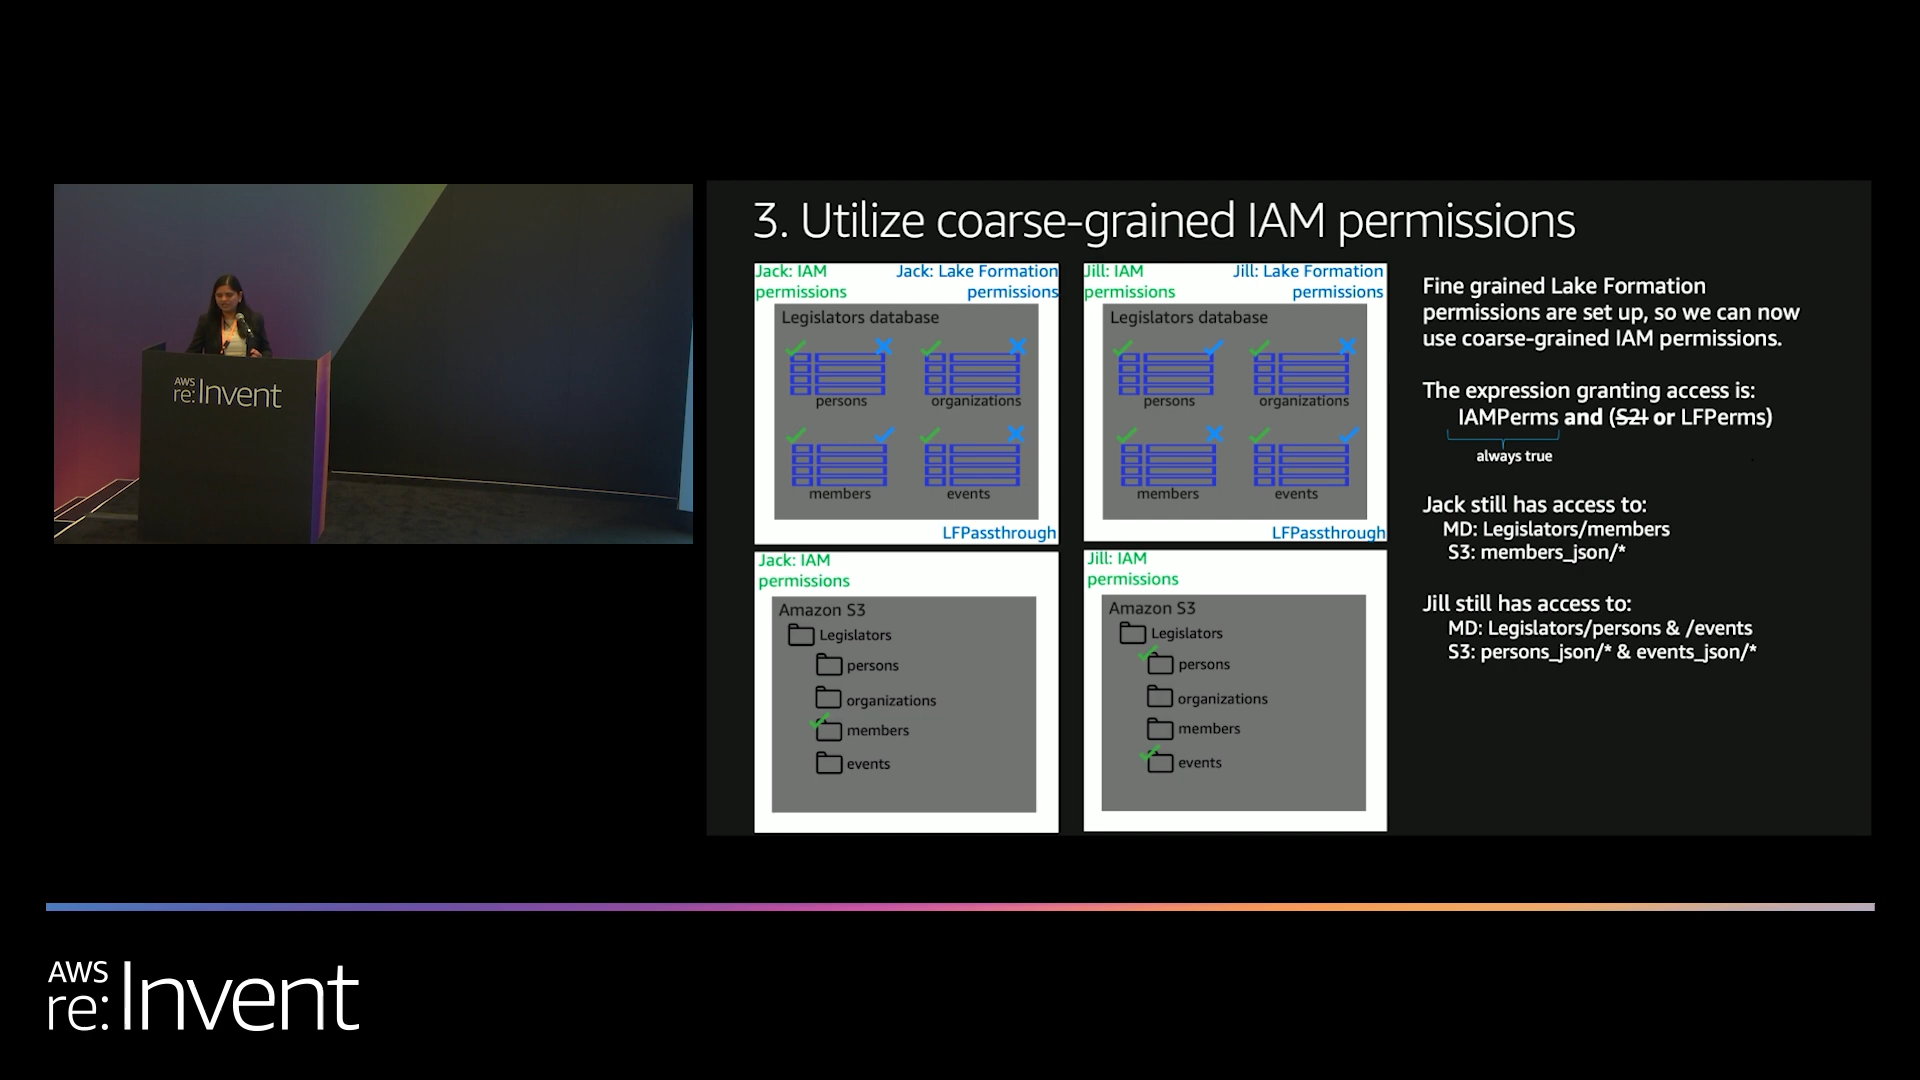 AWS
re:Invent
3. Utilize coarse-grained IAM permissions
Jack: IAM
permissions
Jack: Lake Formation
permissions
Legislators database
persons
organizations
members
events
LFPassthrough
Jill: IAM
permissions
Jill: Lake Formation
permissions
Legislators database
persons
organizations
members
events
LFPassthrough
Jack: IAM
permissions
Amazon S3
Legislators
persons
organizations
members
events
Jill: IAM
permissions
Amazon S3
Legislators
persons
organizations
members
events
Fine grained Lake Formation
permissions are set up, so we can now
use coarse-grained IAM permissions.
The expression granting access is:
IAMPerms and (S2I or LFPerms)
always true
Jack still has access to:
MD: Legislators/members
S3: members_json/*
Jill still has access to:
MD: Legislators/persons & /events
S3: persons_json/* & events_json/*
AWS
re:Invent